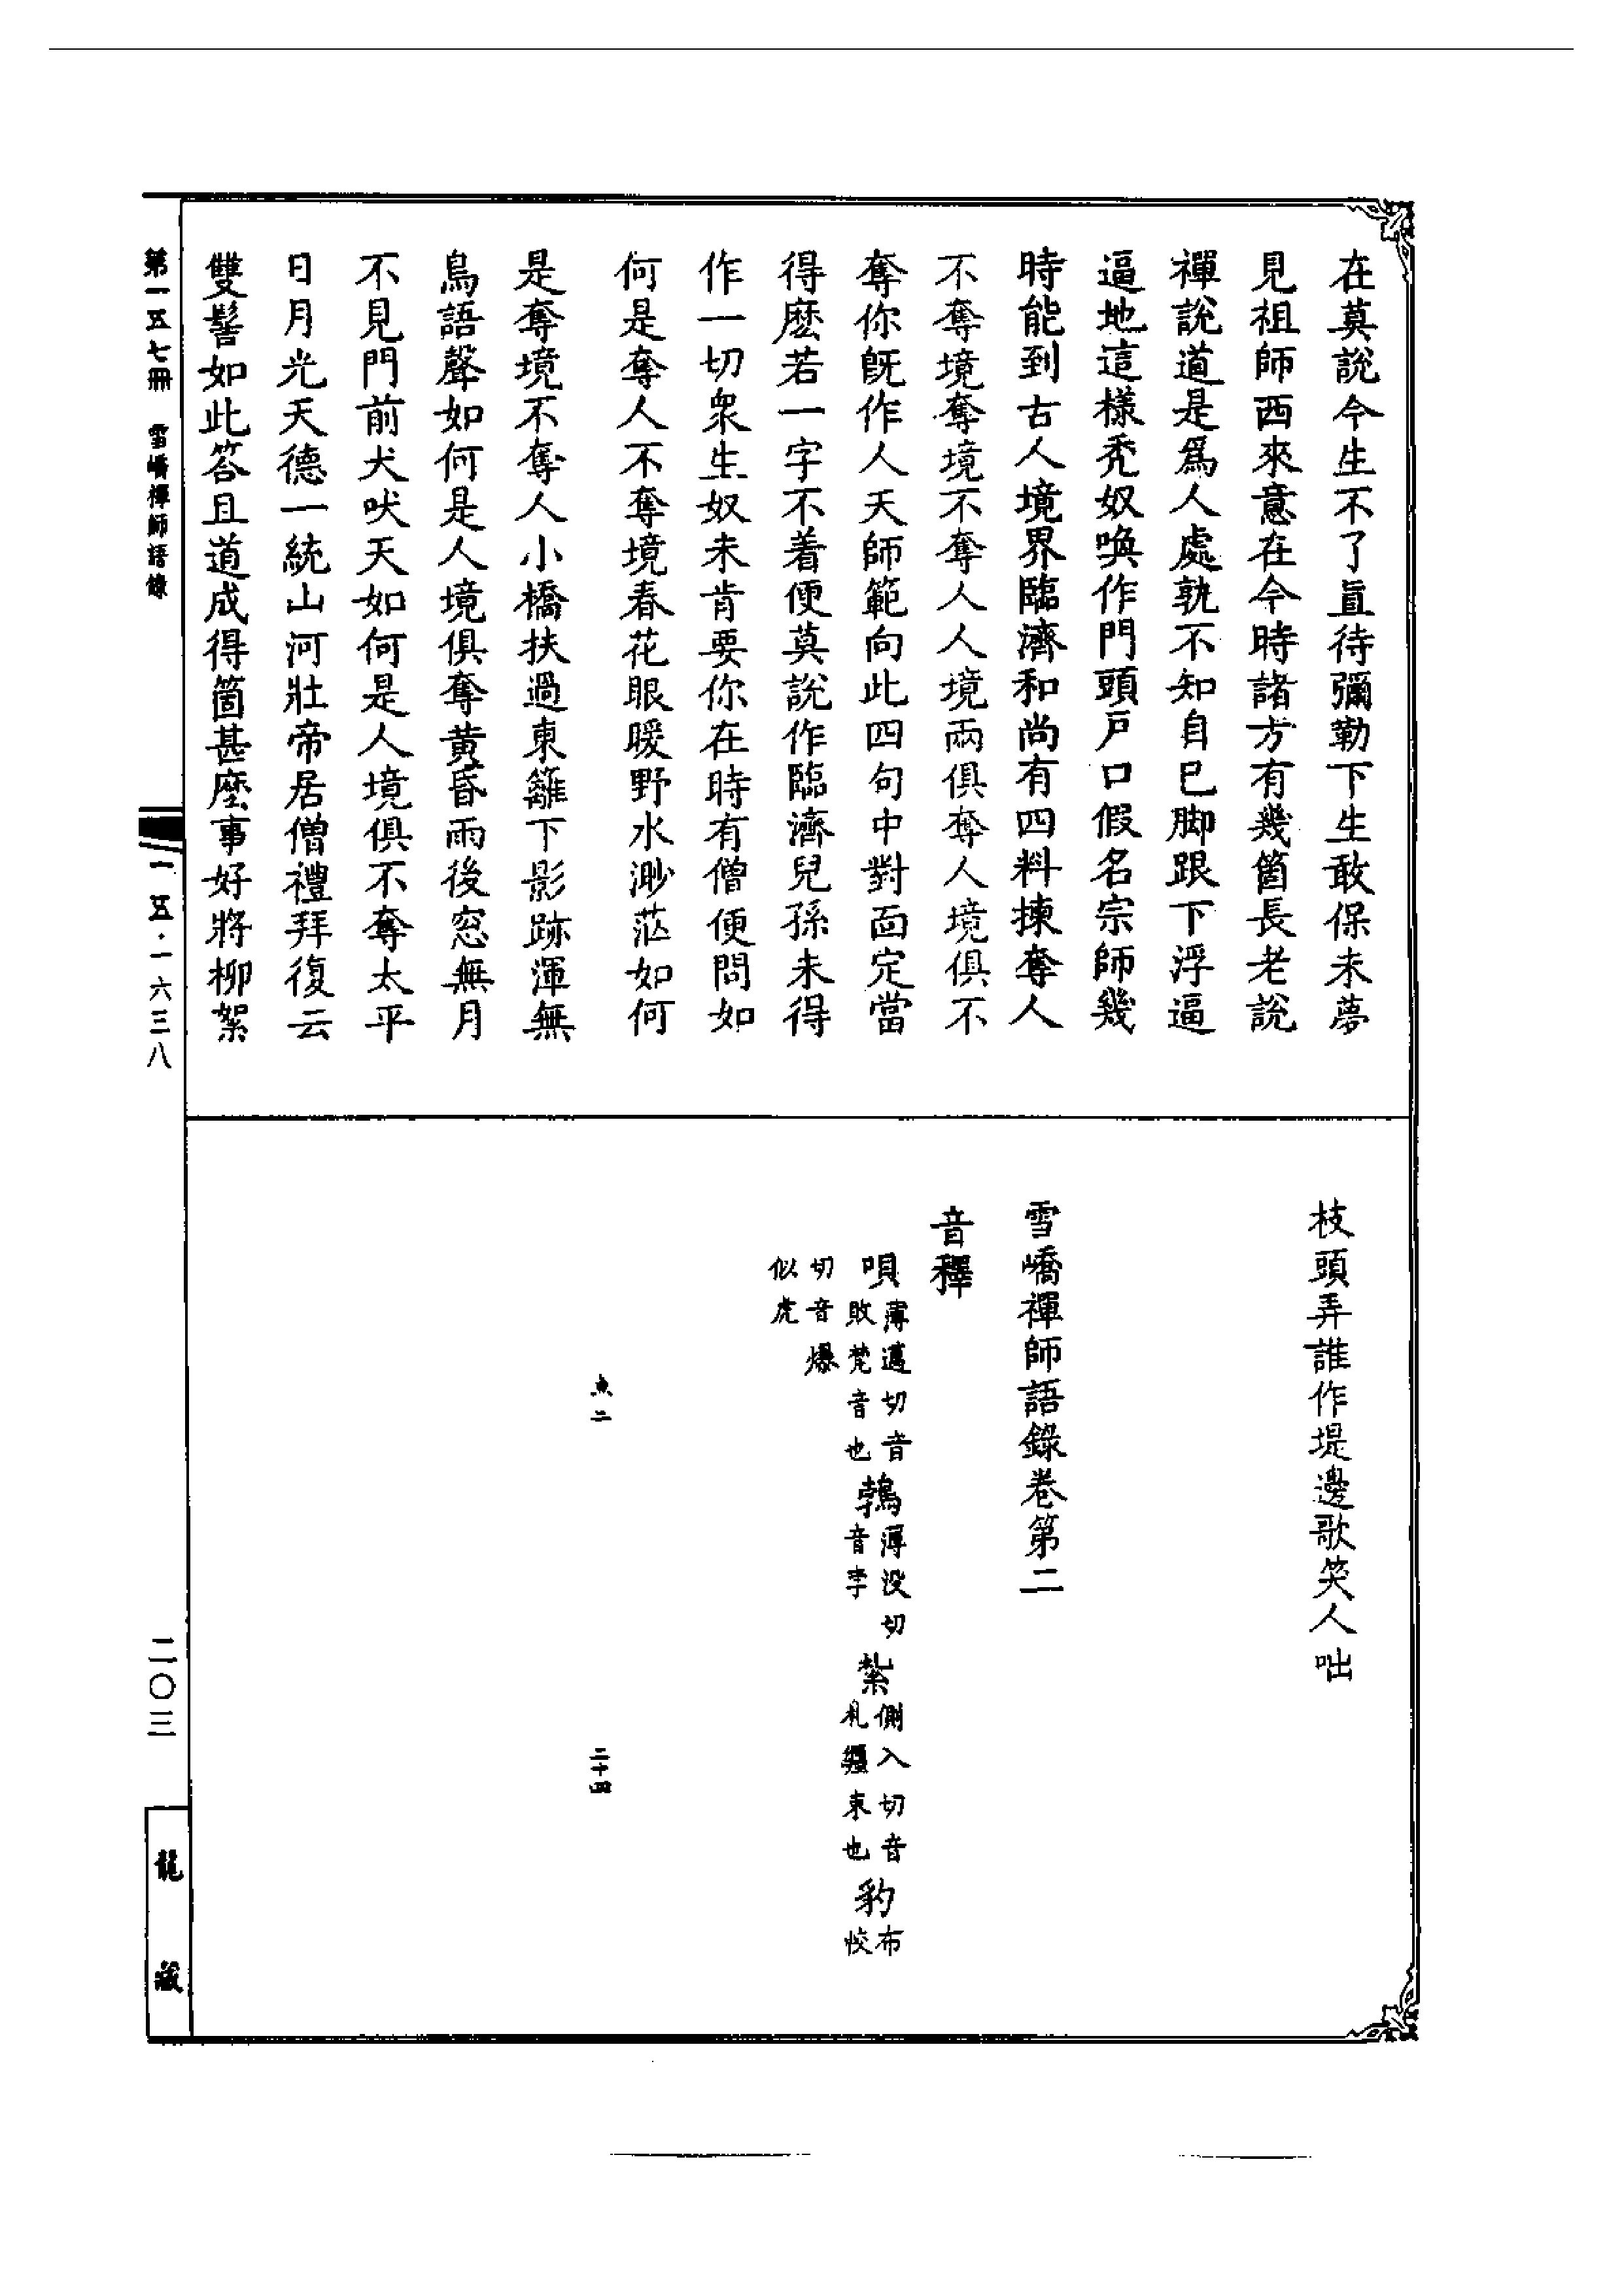 在莫說今生不了直待彌勒下生敢保未夢
見祖師西來意在今時諸方有幾箇長老說
禪說道是爲人處孰不知自已脚跟下浮逼
逼地這樣秃奴喚作門頭戸口假名宗師幾
時能到古人境界臨濟和尚有四料揀奪人
不奪境奪境不奪人人境兩俱奪人境俱不
奪你旣作人天師範向此四句中對面定當
得麽若一字不着便莫說作臨濟兒孫未得
作一切衆生奴未肯要你在時有僧便問如
何是奪人不奪境春花眼暖野水渺茫如何
是奪境不奪人小橋扶過東籬下影跡渾無
鳥語聲如何是人境俱奪黄昏雨後窓無月
不見門前犬吠天如何是人境俱不奪太平
日月光天德一統山河壯帝居僧禮拜復云
雙髻如此答且道成得箇甚麽事好將柳絮
枝頭弄誰作堤邊歌笑人咄
雪嶠禪師語錄卷第二
音釋
唄薄邁切音敗梵音也 鵓薄没切音孛 紮側入切音札纒束也 豹布恔
切音爆似虎
魚二
二十四
第一五七冊 雪嶠禪師語錄
一五·一六三八
二〇三
龍藏